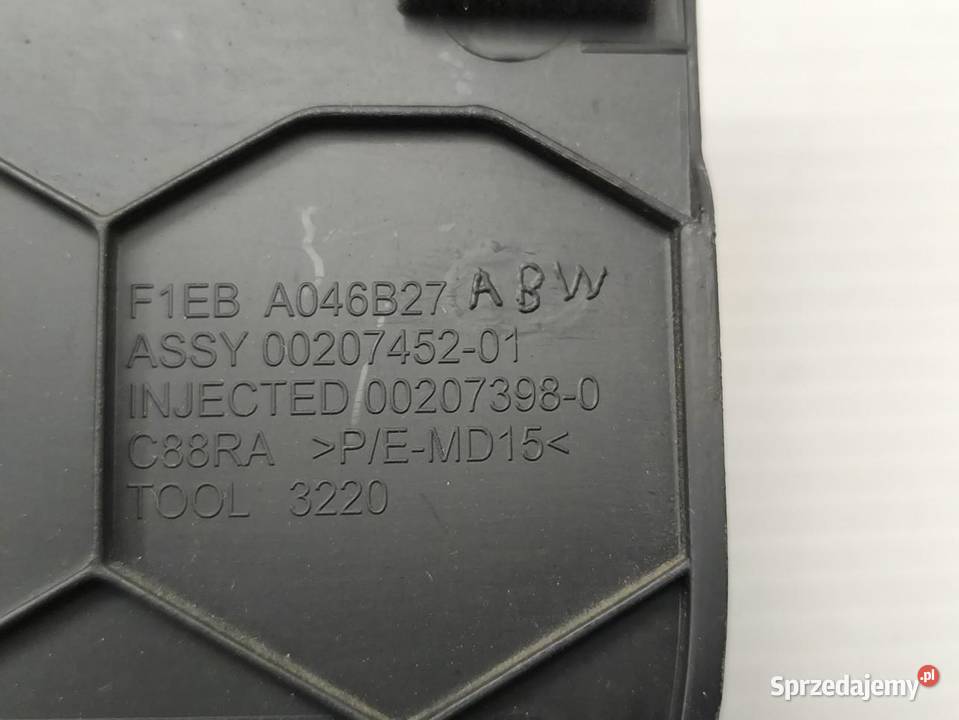 F1EB A046B27 ABW
ASSY 00207452-01
INJECTED 00207398-0
C88RA >P/E-MD15<
TOOL 3220
Sprzedajemy.pl